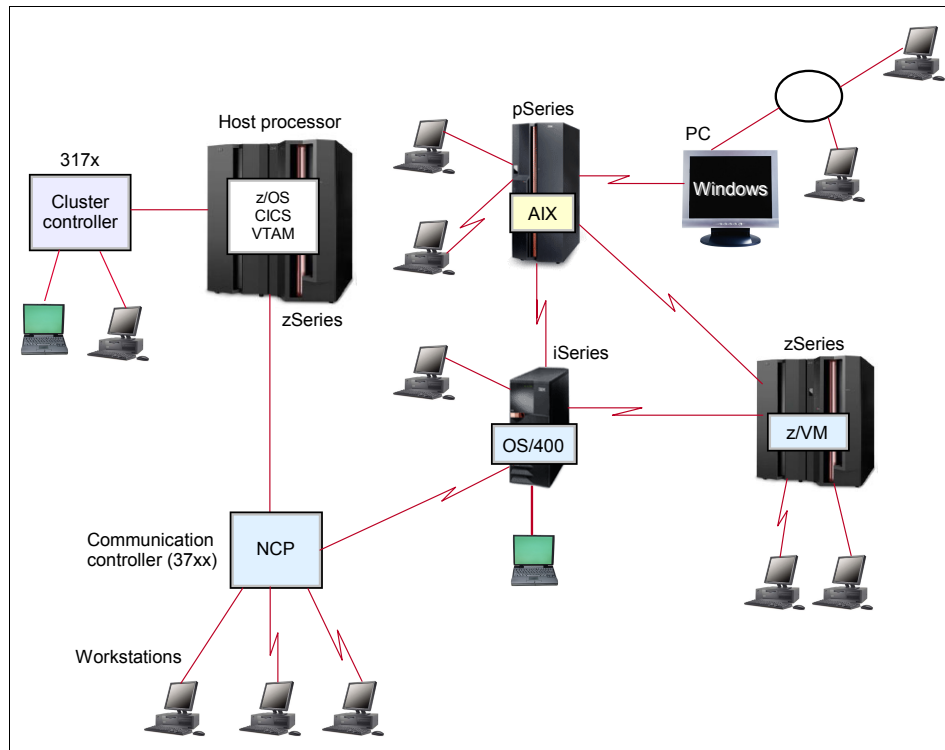 Host processor
317x
Cluster
controller
z/OS
CICS
VTAM
zSeries
pSeries
AIX
PC
Windows
iSeries
OS/400
zSeries
z/VM
Communication
controller (37xx)
NCP
Workstations